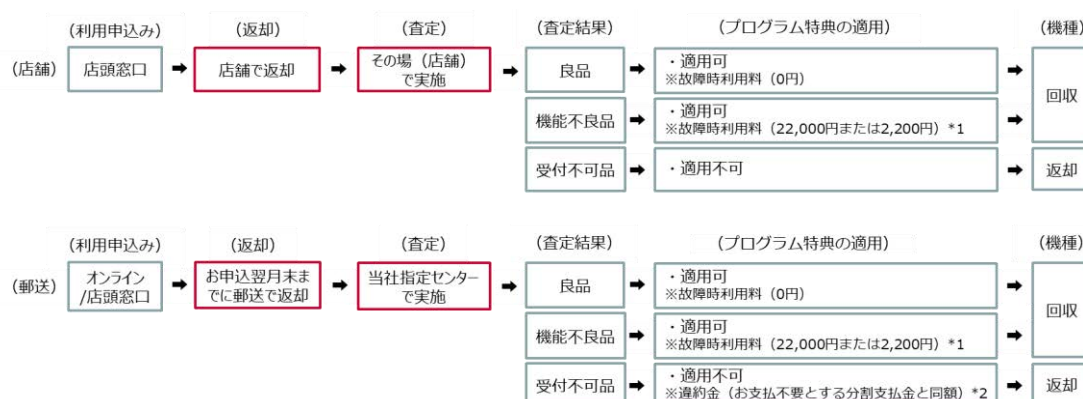 (利用申込み) (返却) (査定) (査定結果) (プログラム特典の適用) (機種)
(店舗) 店頭窓口 ➡ 店舗で返却 ➡ その場(店舗)
で実施 ➡ 良品 ➡ ・適用可
※故障時利用料(0円) ➡ 回収
機能不良品 ➡ ・適用可
※故障時利用料(22,000円または2,200円)*1 ➡
受付不可品 ➡ ・適用不可 ➡ 返却
(利用申込み) (返却) (査定) (査定結果) (プログラム特典の適用) (機種)
(郵送) オンライン
/店頭窓口 ➡ お申込翌月末ま
でに郵送で返却 ➡ 当社指定センター
で実施 ➡ 良品 ➡ ・適用可
※故障時利用料(0円) ➡ 回収
機能不良品 ➡ ・適用可
※故障時利用料(22,000円または2,200円)*1 ➡
受付不可品 ➡ ・適用不可
※違約金(お支払不要とする分割支払金と同額)*2 ➡ 返却